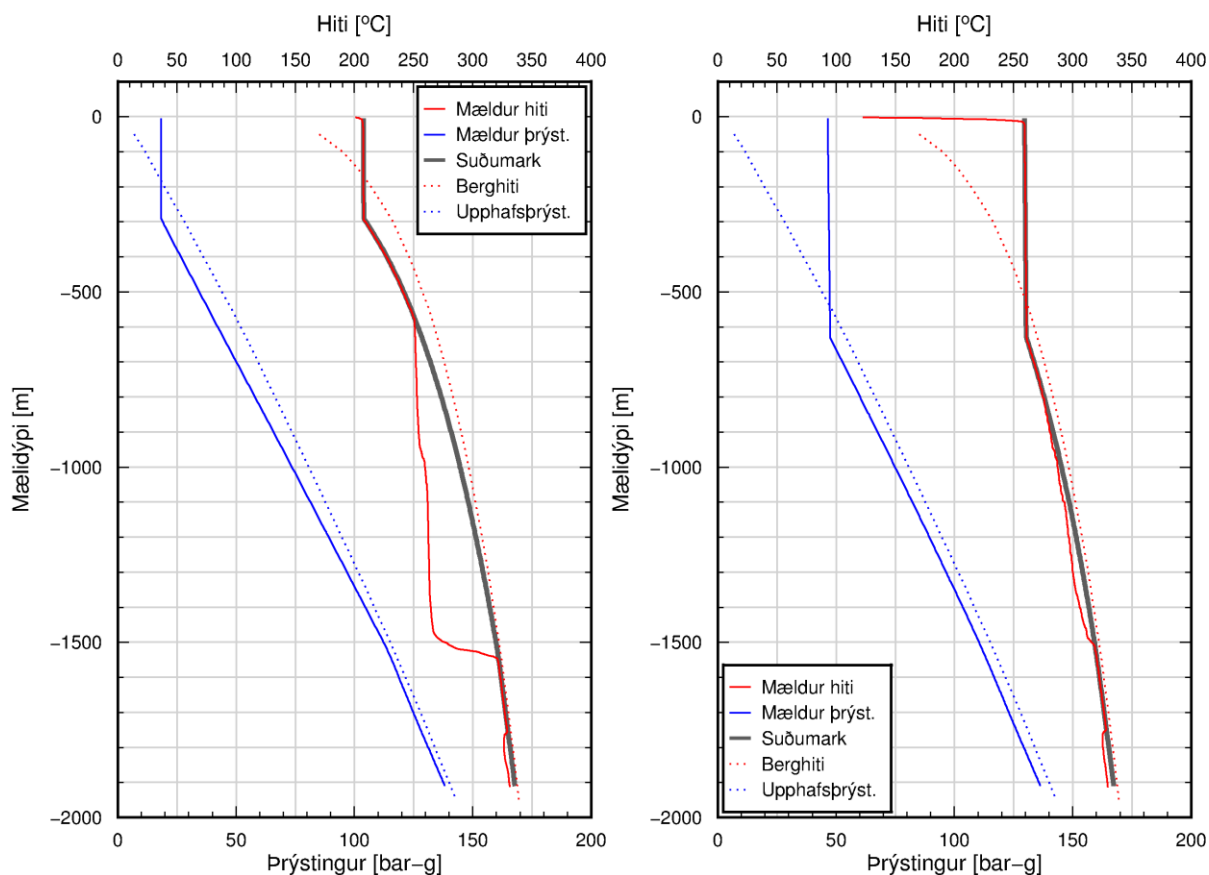 Hiti [ºC]
0 50 100 150 200 250 300 350 400
0
−500
−1000
−1500
−2000
Mælidýpi [m]
Mældur hiti
Mældur þrýst.
Suðumark
Berghiti
Upphafsþrýst.
0 50 100 150 200
Þrýstingur [bar−g]
Hiti [ºC]
0 50 100 150 200 250 300 350 400
0
−500
−1000
−1500
−2000
Mælidýpi [m]
Mældur hiti
Mældur þrýst.
Suðumark
Berghiti
Upphafsþrýst.
0 50 100 150 200
Þrýstingur [bar−g]